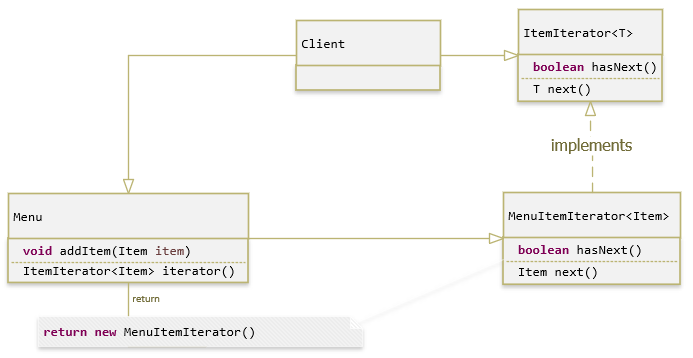 Client
ItemIterator<T>
boolean hasNext()
T next()
implements
Menu
void addItem(Item item)
ItemIterator<Item> iterator()
MenuItemIterator<Item>
boolean hasNext()
Item next()
return
return new MenuItemIterator()